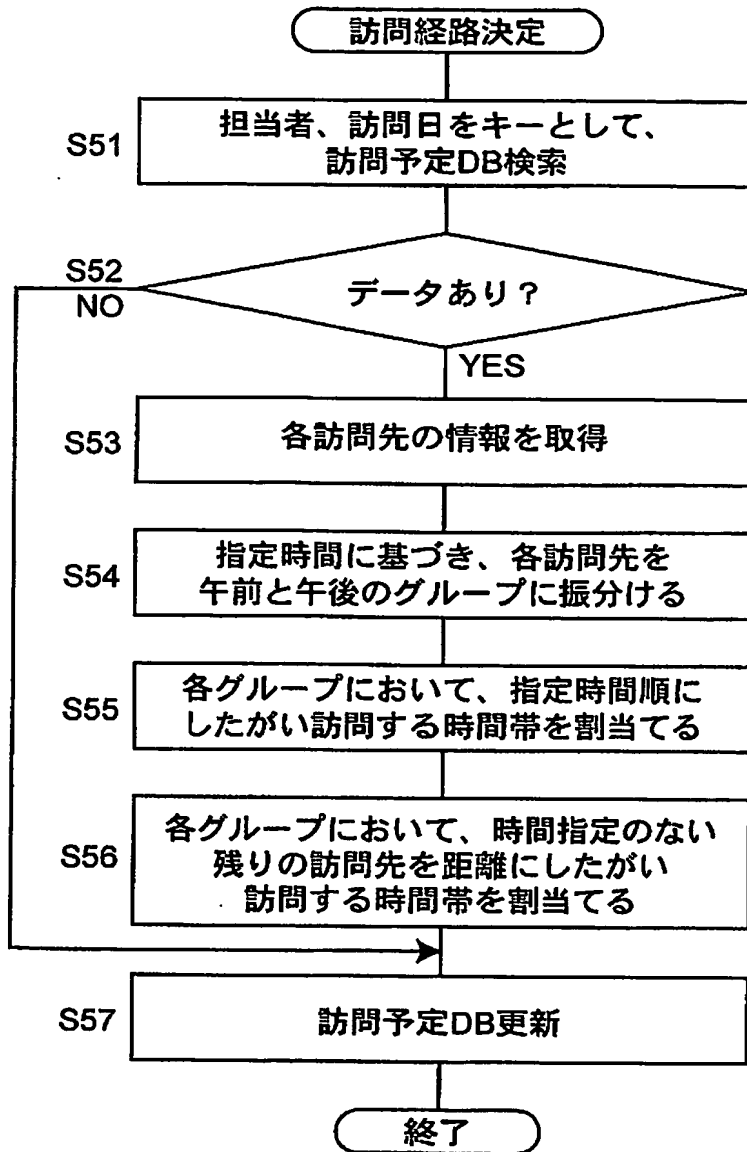 訪問経路決定
S51
担当者、訪問日をキーとして、
訪問予定DB検索
S52
NO
データあり？
YES
S53
各訪問先の情報を取得
S54
指定時間に基づき、各訪問先を
午前と午後のグループに振分ける
S55
各グループにおいて、指定時間順に
したがい訪問する時間帯を割当てる
S56
各グループにおいて、時間指定のない
残りの訪問先を距離にしたがい
訪問する時間帯を割当てる
S57
訪問予定DB更新
終了